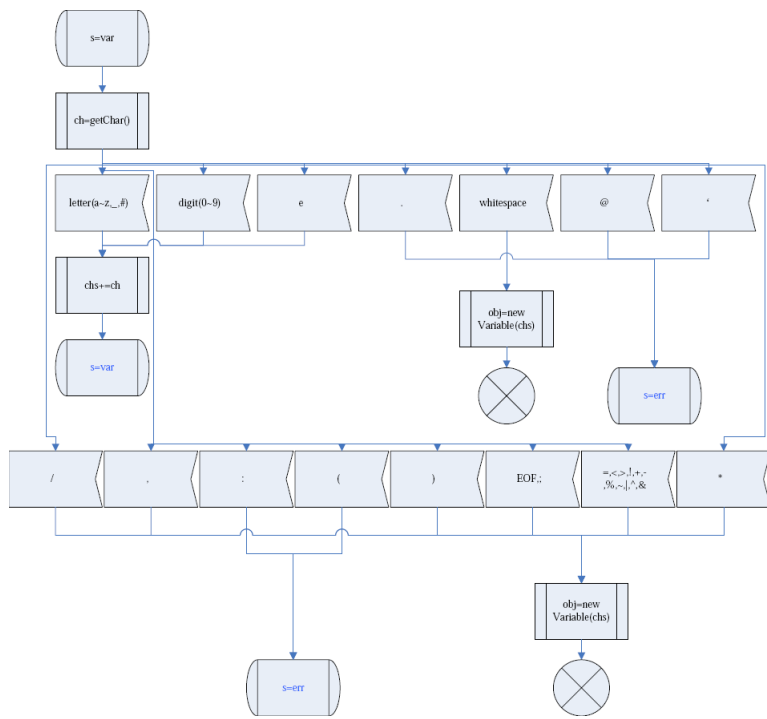 s=var
ch=getChar()
letter(a~z,_,#)
digit(0~9)
e
.
whitespace
@
‘
chs+=ch
obj=new
Variable(chs)
s=var
s=err
/
,
:
(
)
EOF,;
=,<,>,!,+,-
,%,~,|,^,&
*
obj=new
Variable(chs)
s=err